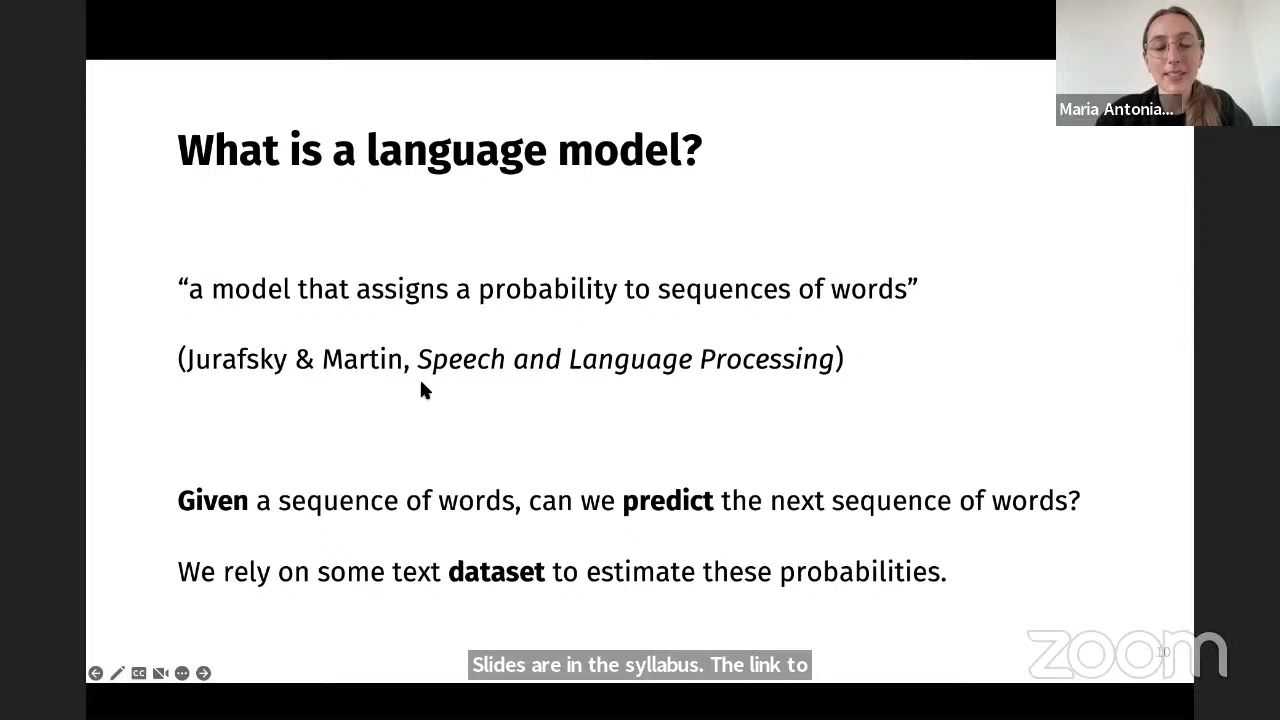 Maria Antonia...
What is a language model?
“a model that assigns a probability to sequences of words”
(Jurafsky & Martin, Speech and Language Processing)
Given a sequence of words, can we predict the next sequence of words?
We rely on some text dataset to estimate these probabilities.
zoom
10
CC
Slides are in the syllabus. The link to